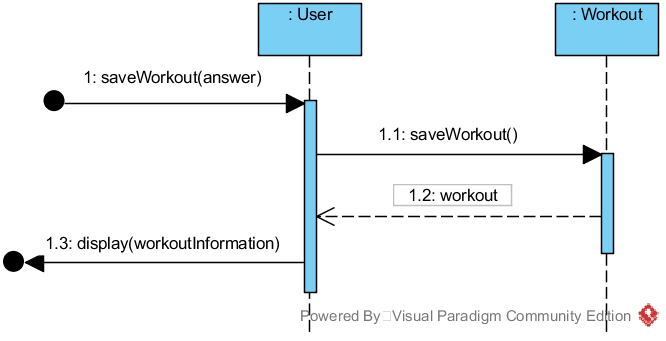 : User
: Workout
1: saveWorkout(answer)
1.1: saveWorkout()
1.2: workout
1.3: display(workoutInformation)
Powered By Visual Paradigm Community Edition